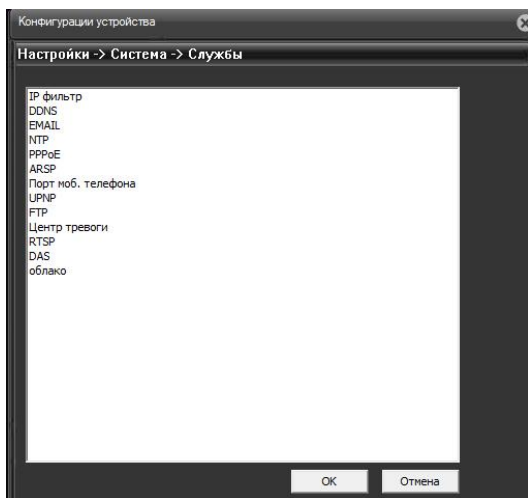 Конфигурации устройства
Настройки -> Система -> Службы
IP фильтр
DDNS
EMAIL
NTP
PPPoE
ARSP
Порт моб. телефона
UPNP
FTP
Центр тревоги
RTSP
DAS
облако
OK Отмена